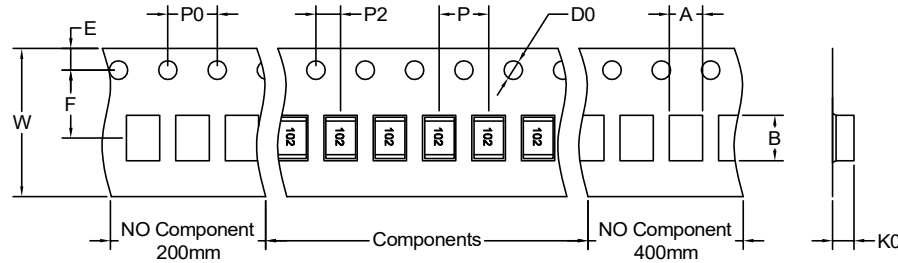 E
P0
P2
P
D0
A
F
W
B
102
102
102
102
102
102
NO Component
200mm
Components
NO Component
400mm
K0